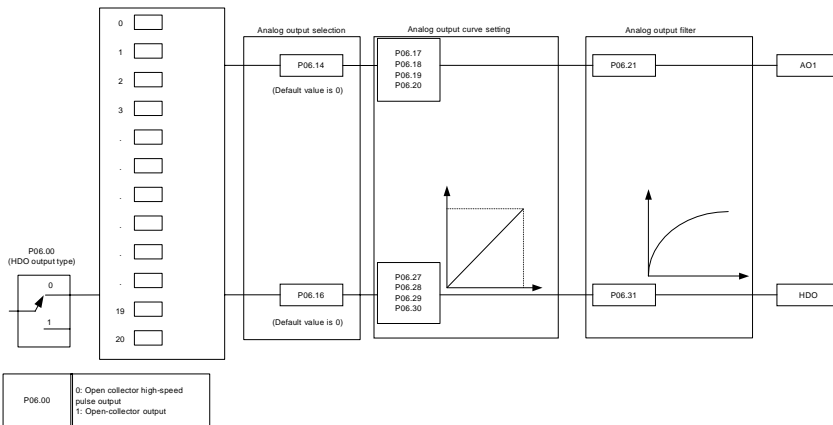 Analog output selection
Analog output curve setting
Analog output filter
0
1
2
3
.
.
.
.
.
.
19
20
P06.14
(Default value is 0)
P06.17
P06.18
P06.19
P06.20
P06.21
AO1
P06.00
(HDO output type)
0
1
P06.16
(Default value is 0)
P06.27
P06.28
P06.29
P06.30
P06.31
HDO
P06.00
0: Open collector high-speed
pulse output
1: Open-collector output